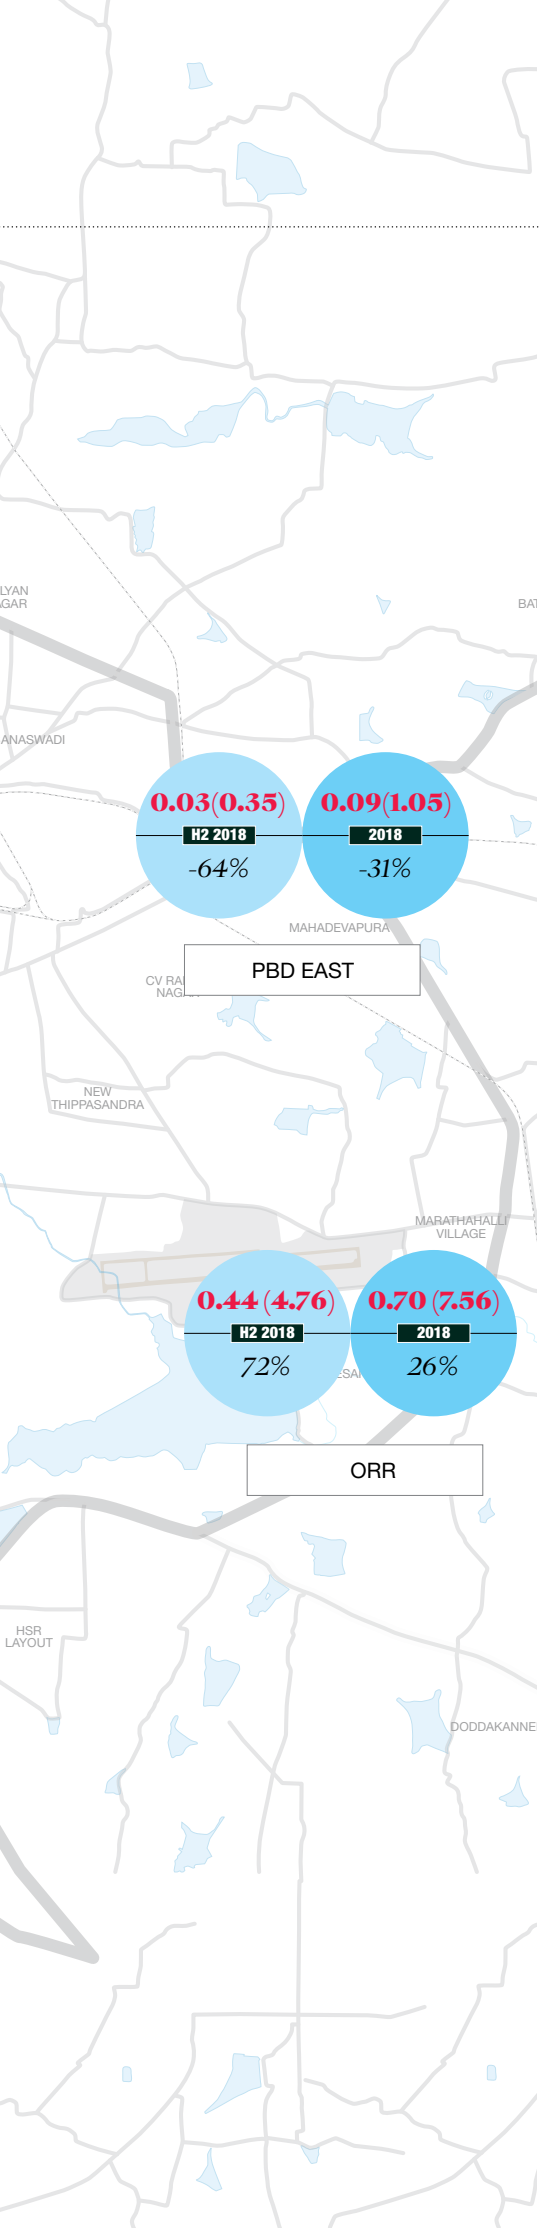 LYAN
GAR
BAT
ANASWADI
0.03(0.35)
H2 2018
-64%
0.09(1.05)
2018
-31%
MAHADEVAPURA
PBD EAST
CV RA
NAGAR
NEW
THIPPASANDRA
MARATHAHALLI
VILLAGE
0.44 (4.76)
H2 2018
72%
0.70 (7.56)
2018
26%
ORR
HSR
LAYOUT
DODDAKANNE